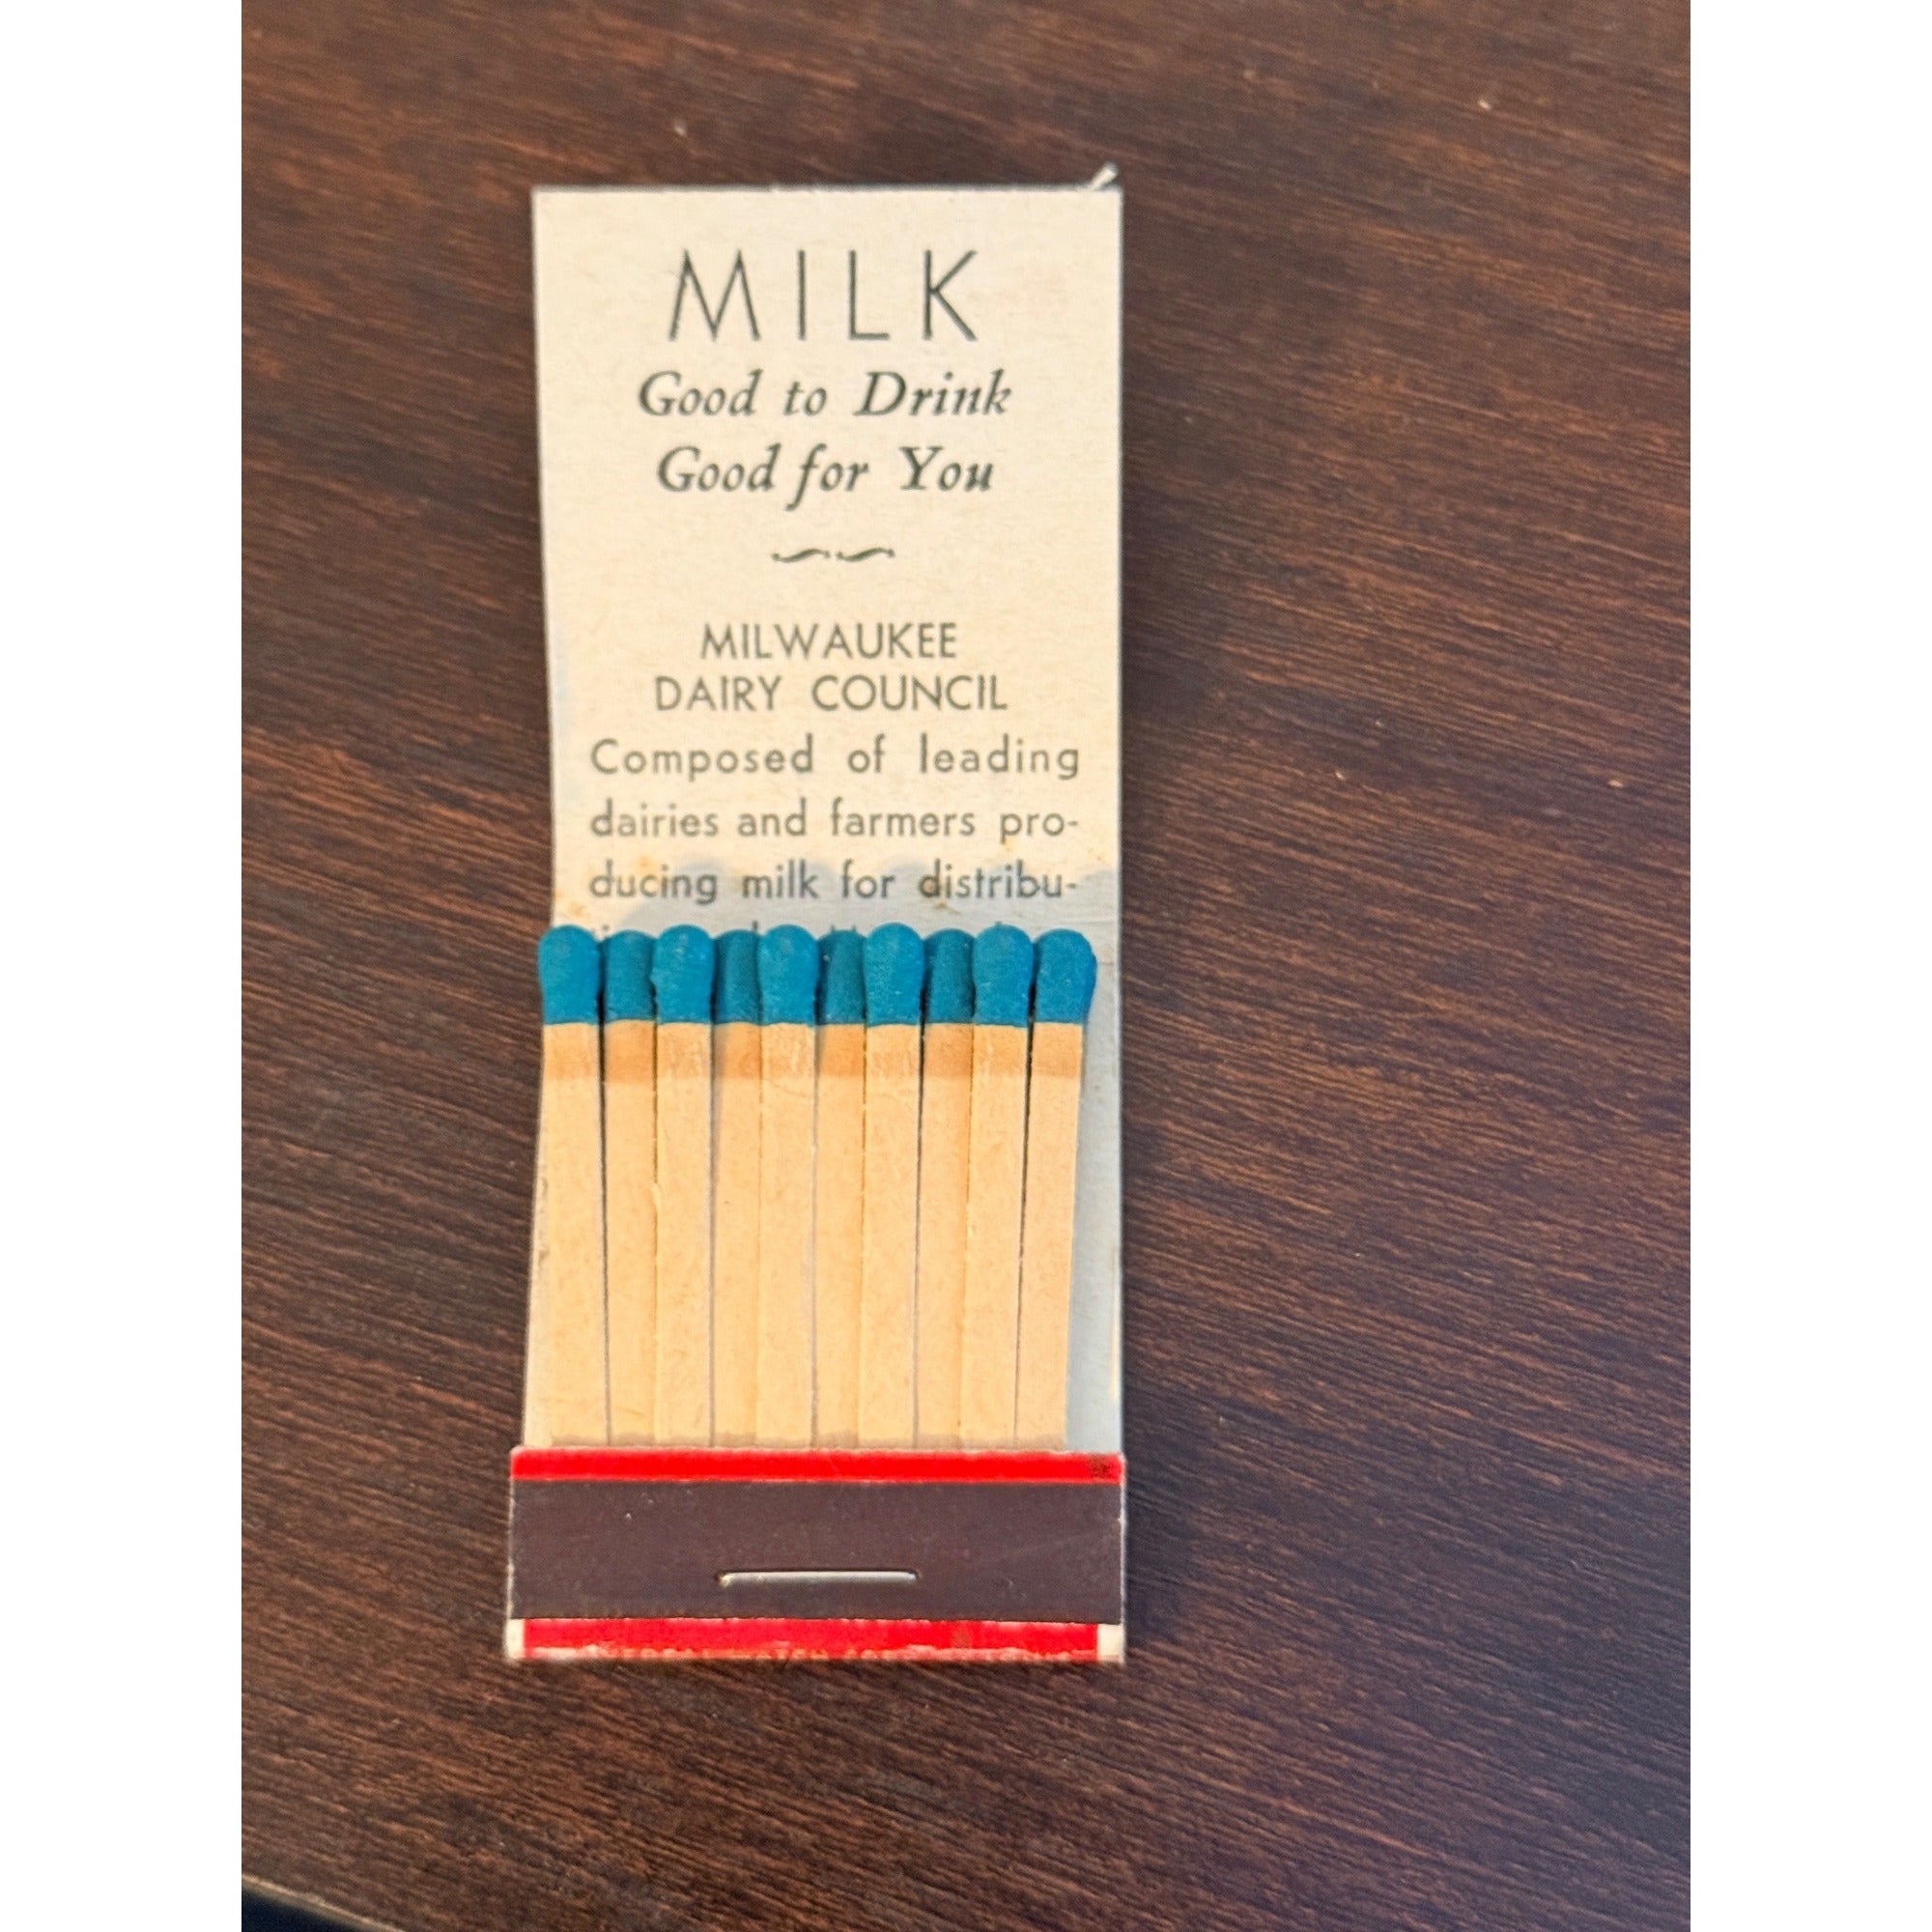 MILK
Good to Drink
Good for You
MILWAUKEE
DAIRY COUNCIL
Composed of leading
dairies and farmers pro-
ducing milk for distribu-